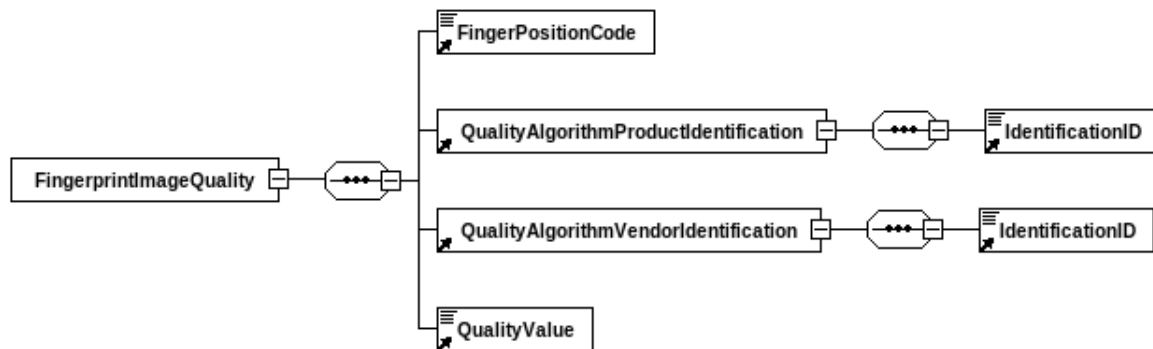 FingerPositionCode
QualityAlgorithmProductIdentification
IdentificationID
FingerprintImageQuality
QualityAlgorithmVendorIdentification
IdentificationID
QualityValue